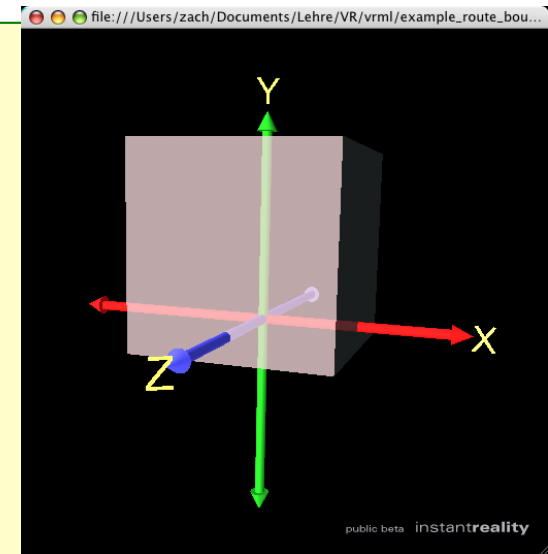 file:///Users/zach/Documents/Lehre/VR/vrml/example_route_bou...
Y
X
Z
public beta instantreality